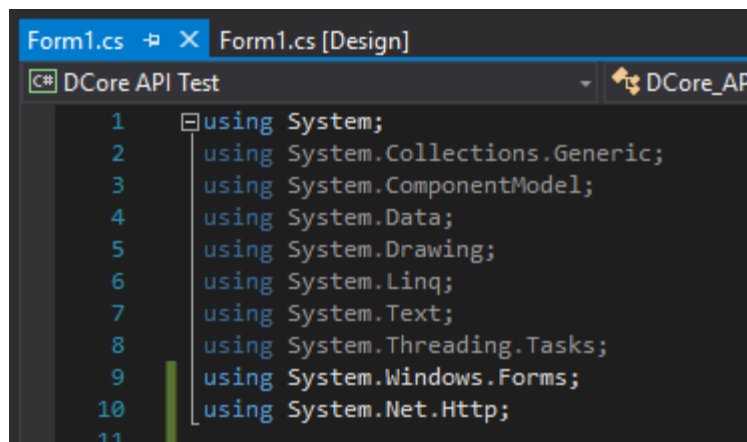 Form1.cs Form1.cs [Design]
C# DCore API Test DCore_AP
1 using System;
2 using System.Collections.Generic;
3 using System.ComponentModel;
4 using System.Data;
5 using System.Drawing;
6 using System.Linq;
7 using System.Text;
8 using System.Threading.Tasks;
9 using System.Windows.Forms;
10 using System.Net.Http;
11